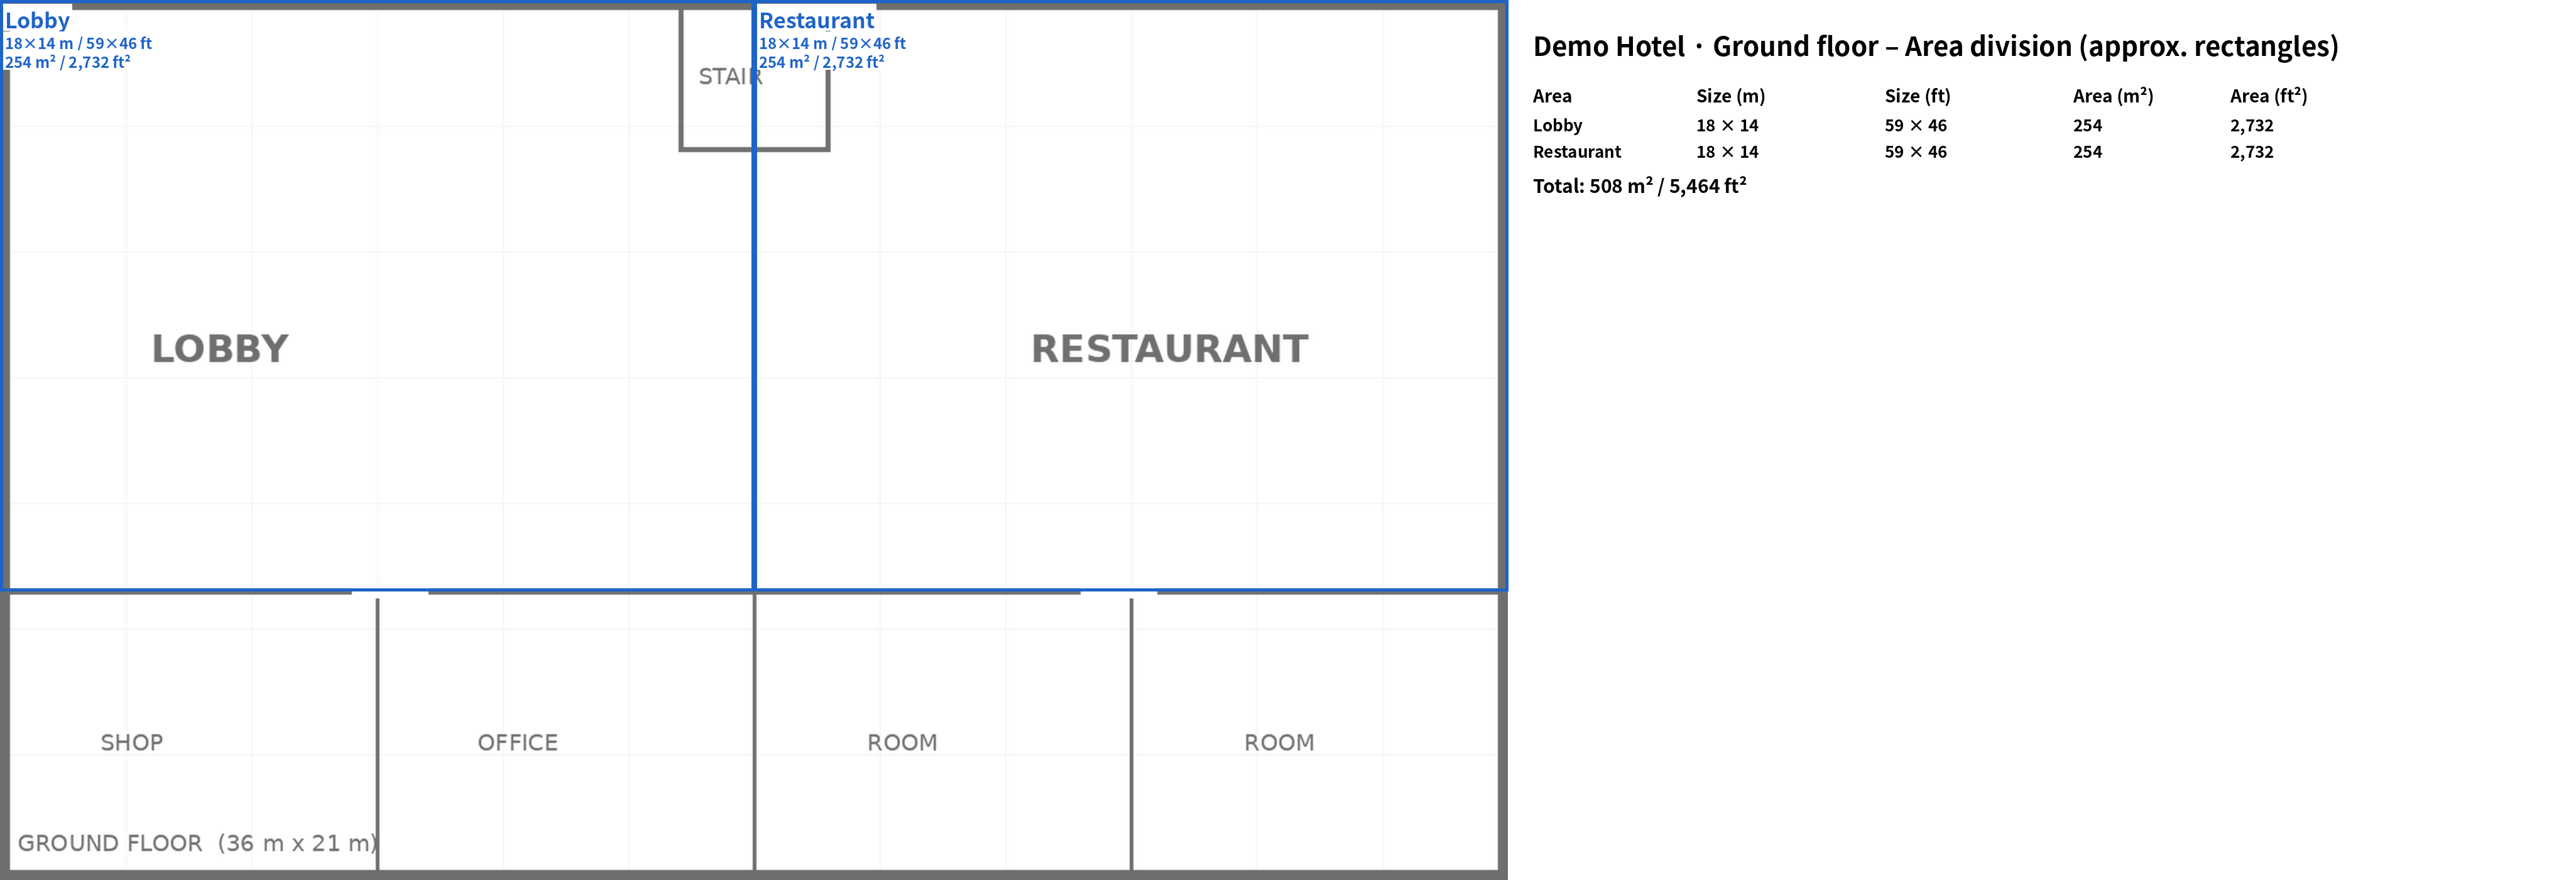 Lobby
18×14 m / 59×46 ft
254 m² / 2,732 ft²
STAIR
Restaurant
18×14 m / 59×46 ft
254 m² / 2,732 ft²
LOBBY
RESTAURANT
SHOP
OFFICE
ROOM
ROOM
GROUND FLOOR (36 m x 21 m)
Demo Hotel · Ground floor – Area division (approx. rectangles)
Area Size (m) Size (ft) Area (m²) Area (ft²)
Lobby 18 × 14 59 × 46 254 2,732
Restaurant 18 × 14 59 × 46 254 2,732
Total: 508 m² / 5,464 ft²